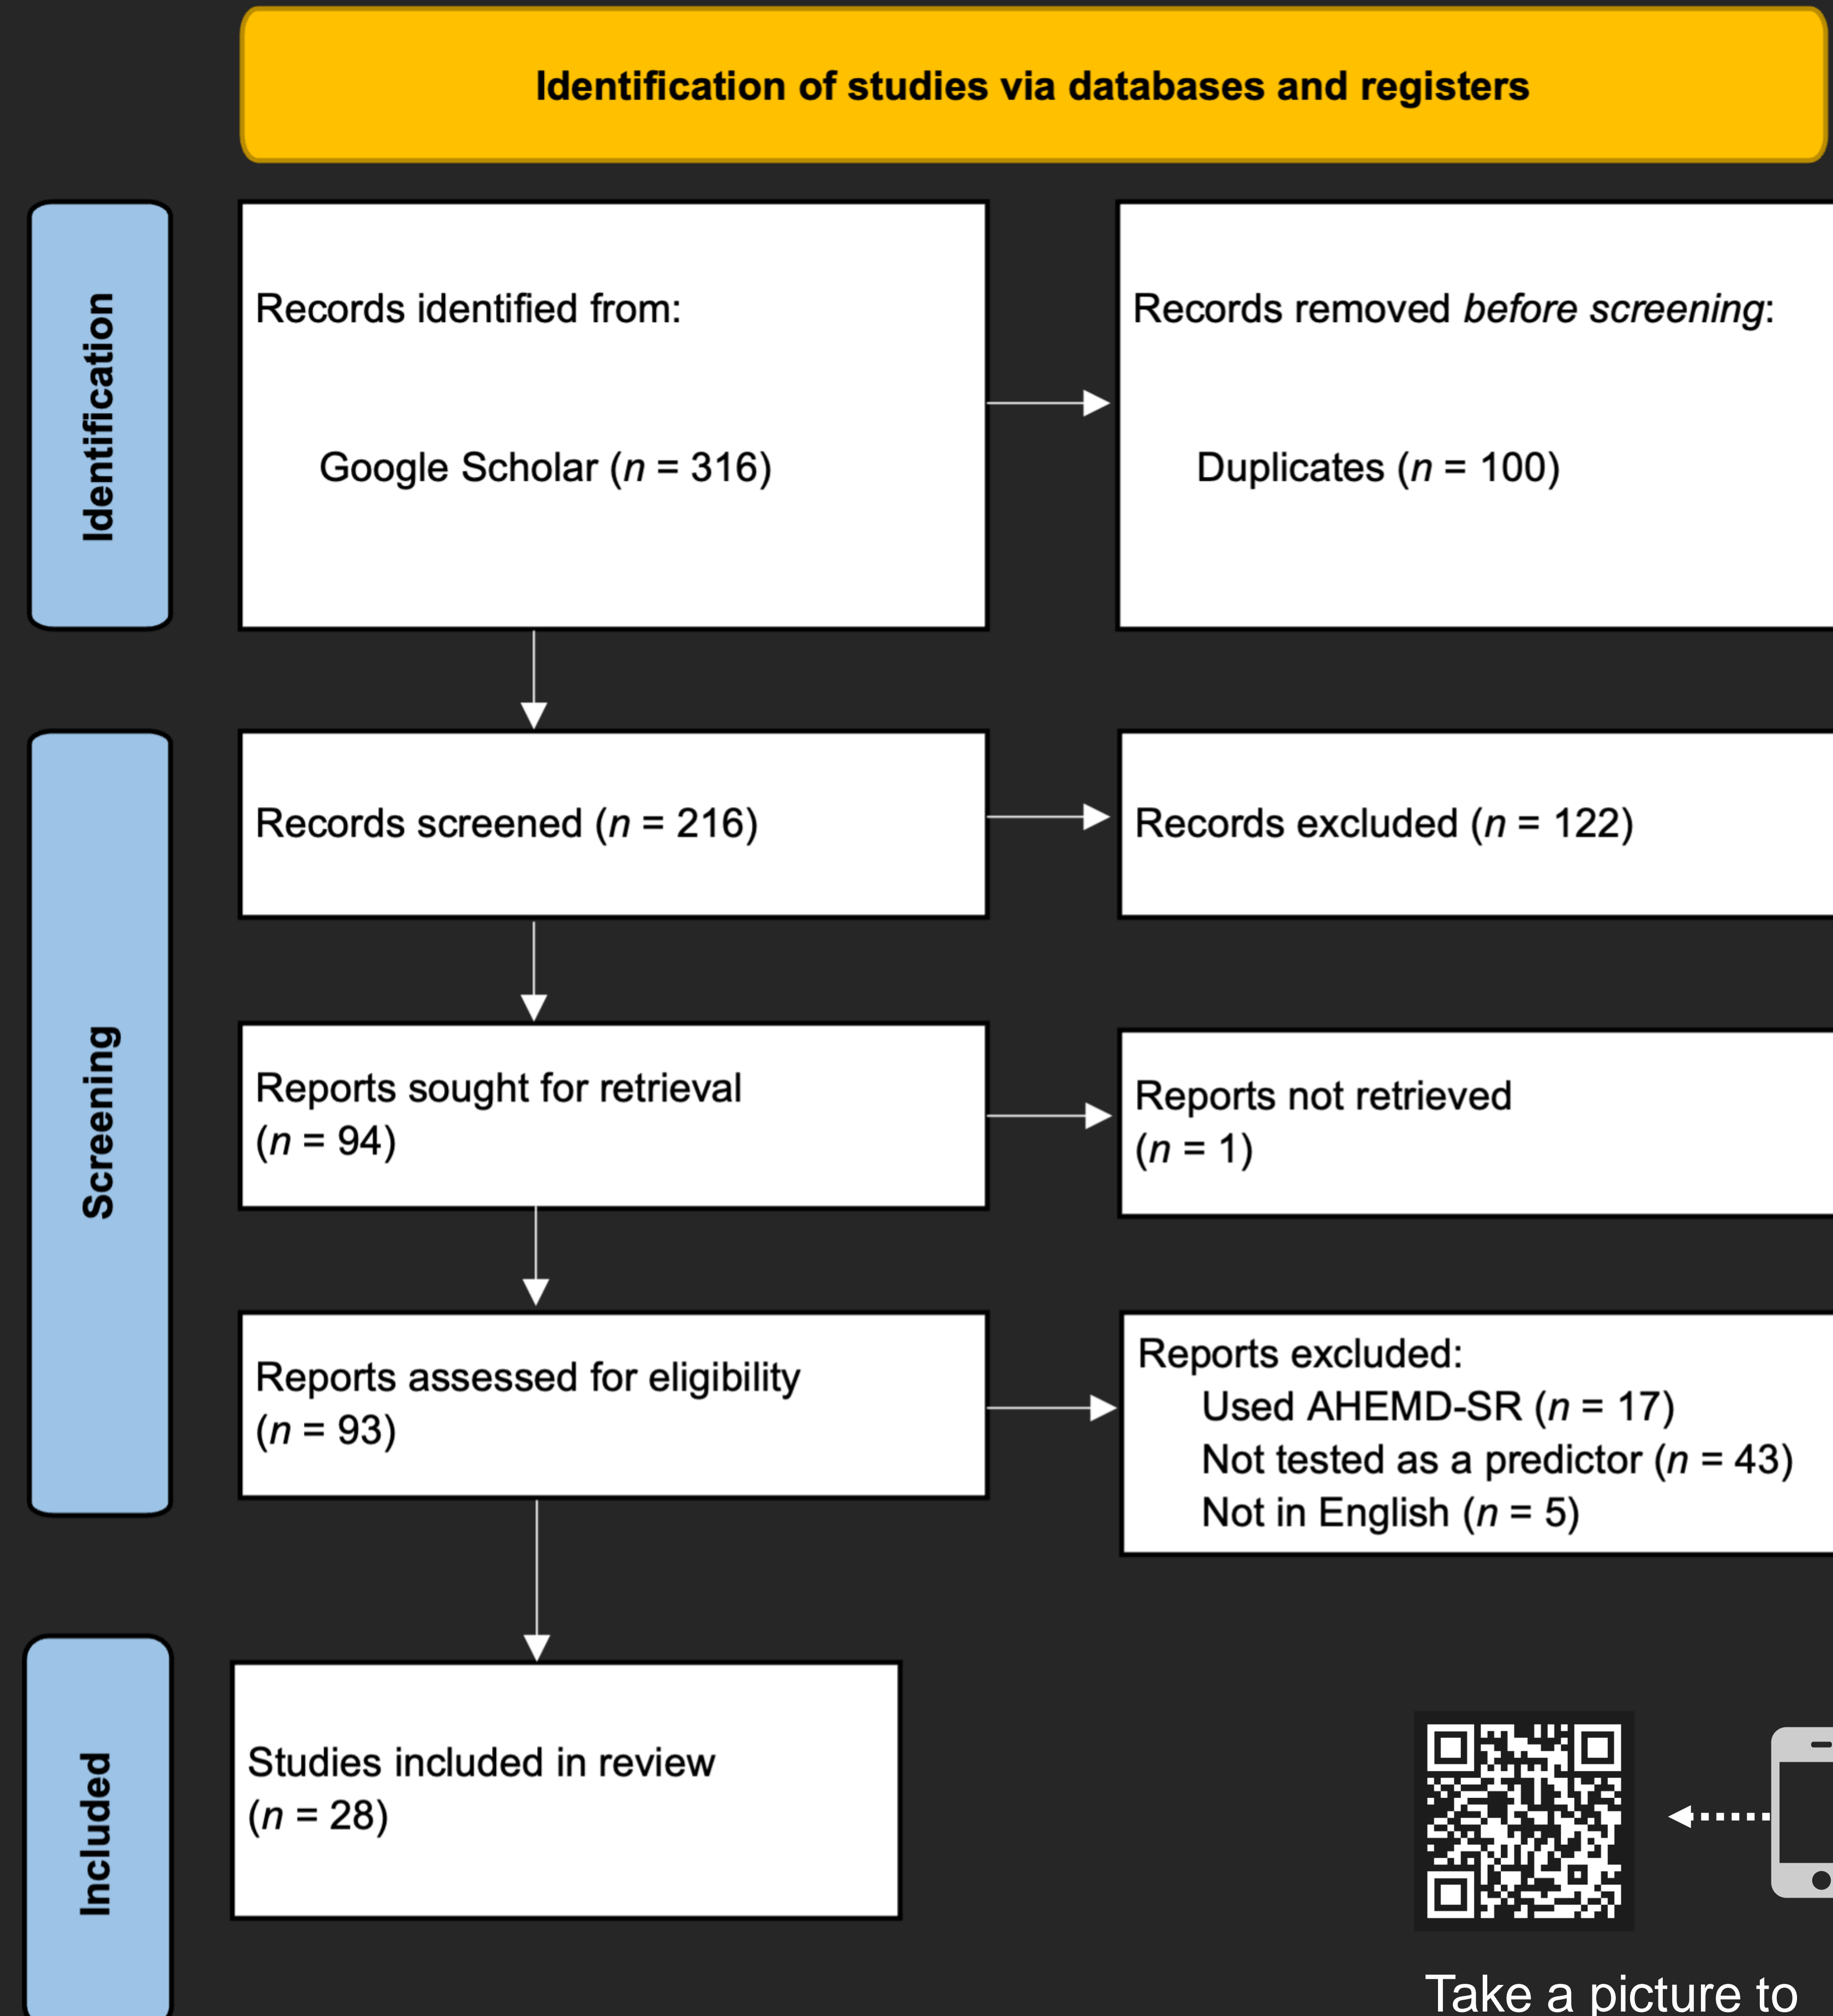 Identification of studies via databases and registers
Identification
Records identified from:
Google Scholar (n = 316)
Records removed before screening:
Duplicates (n = 100)
Screening
Records screened (n = 216)
Records excluded (n = 122)
Reports sought for retrieval
(n = 94)
Reports not retrieved
(n = 1)
Reports assessed for eligibility
(n = 93)
Reports excluded:
Used AHEMD-SR (n = 17)
Not tested as a predictor (n = 43)
Not in English (n = 5)
Included
Studies included in review
(n = 28)
Take a picture to